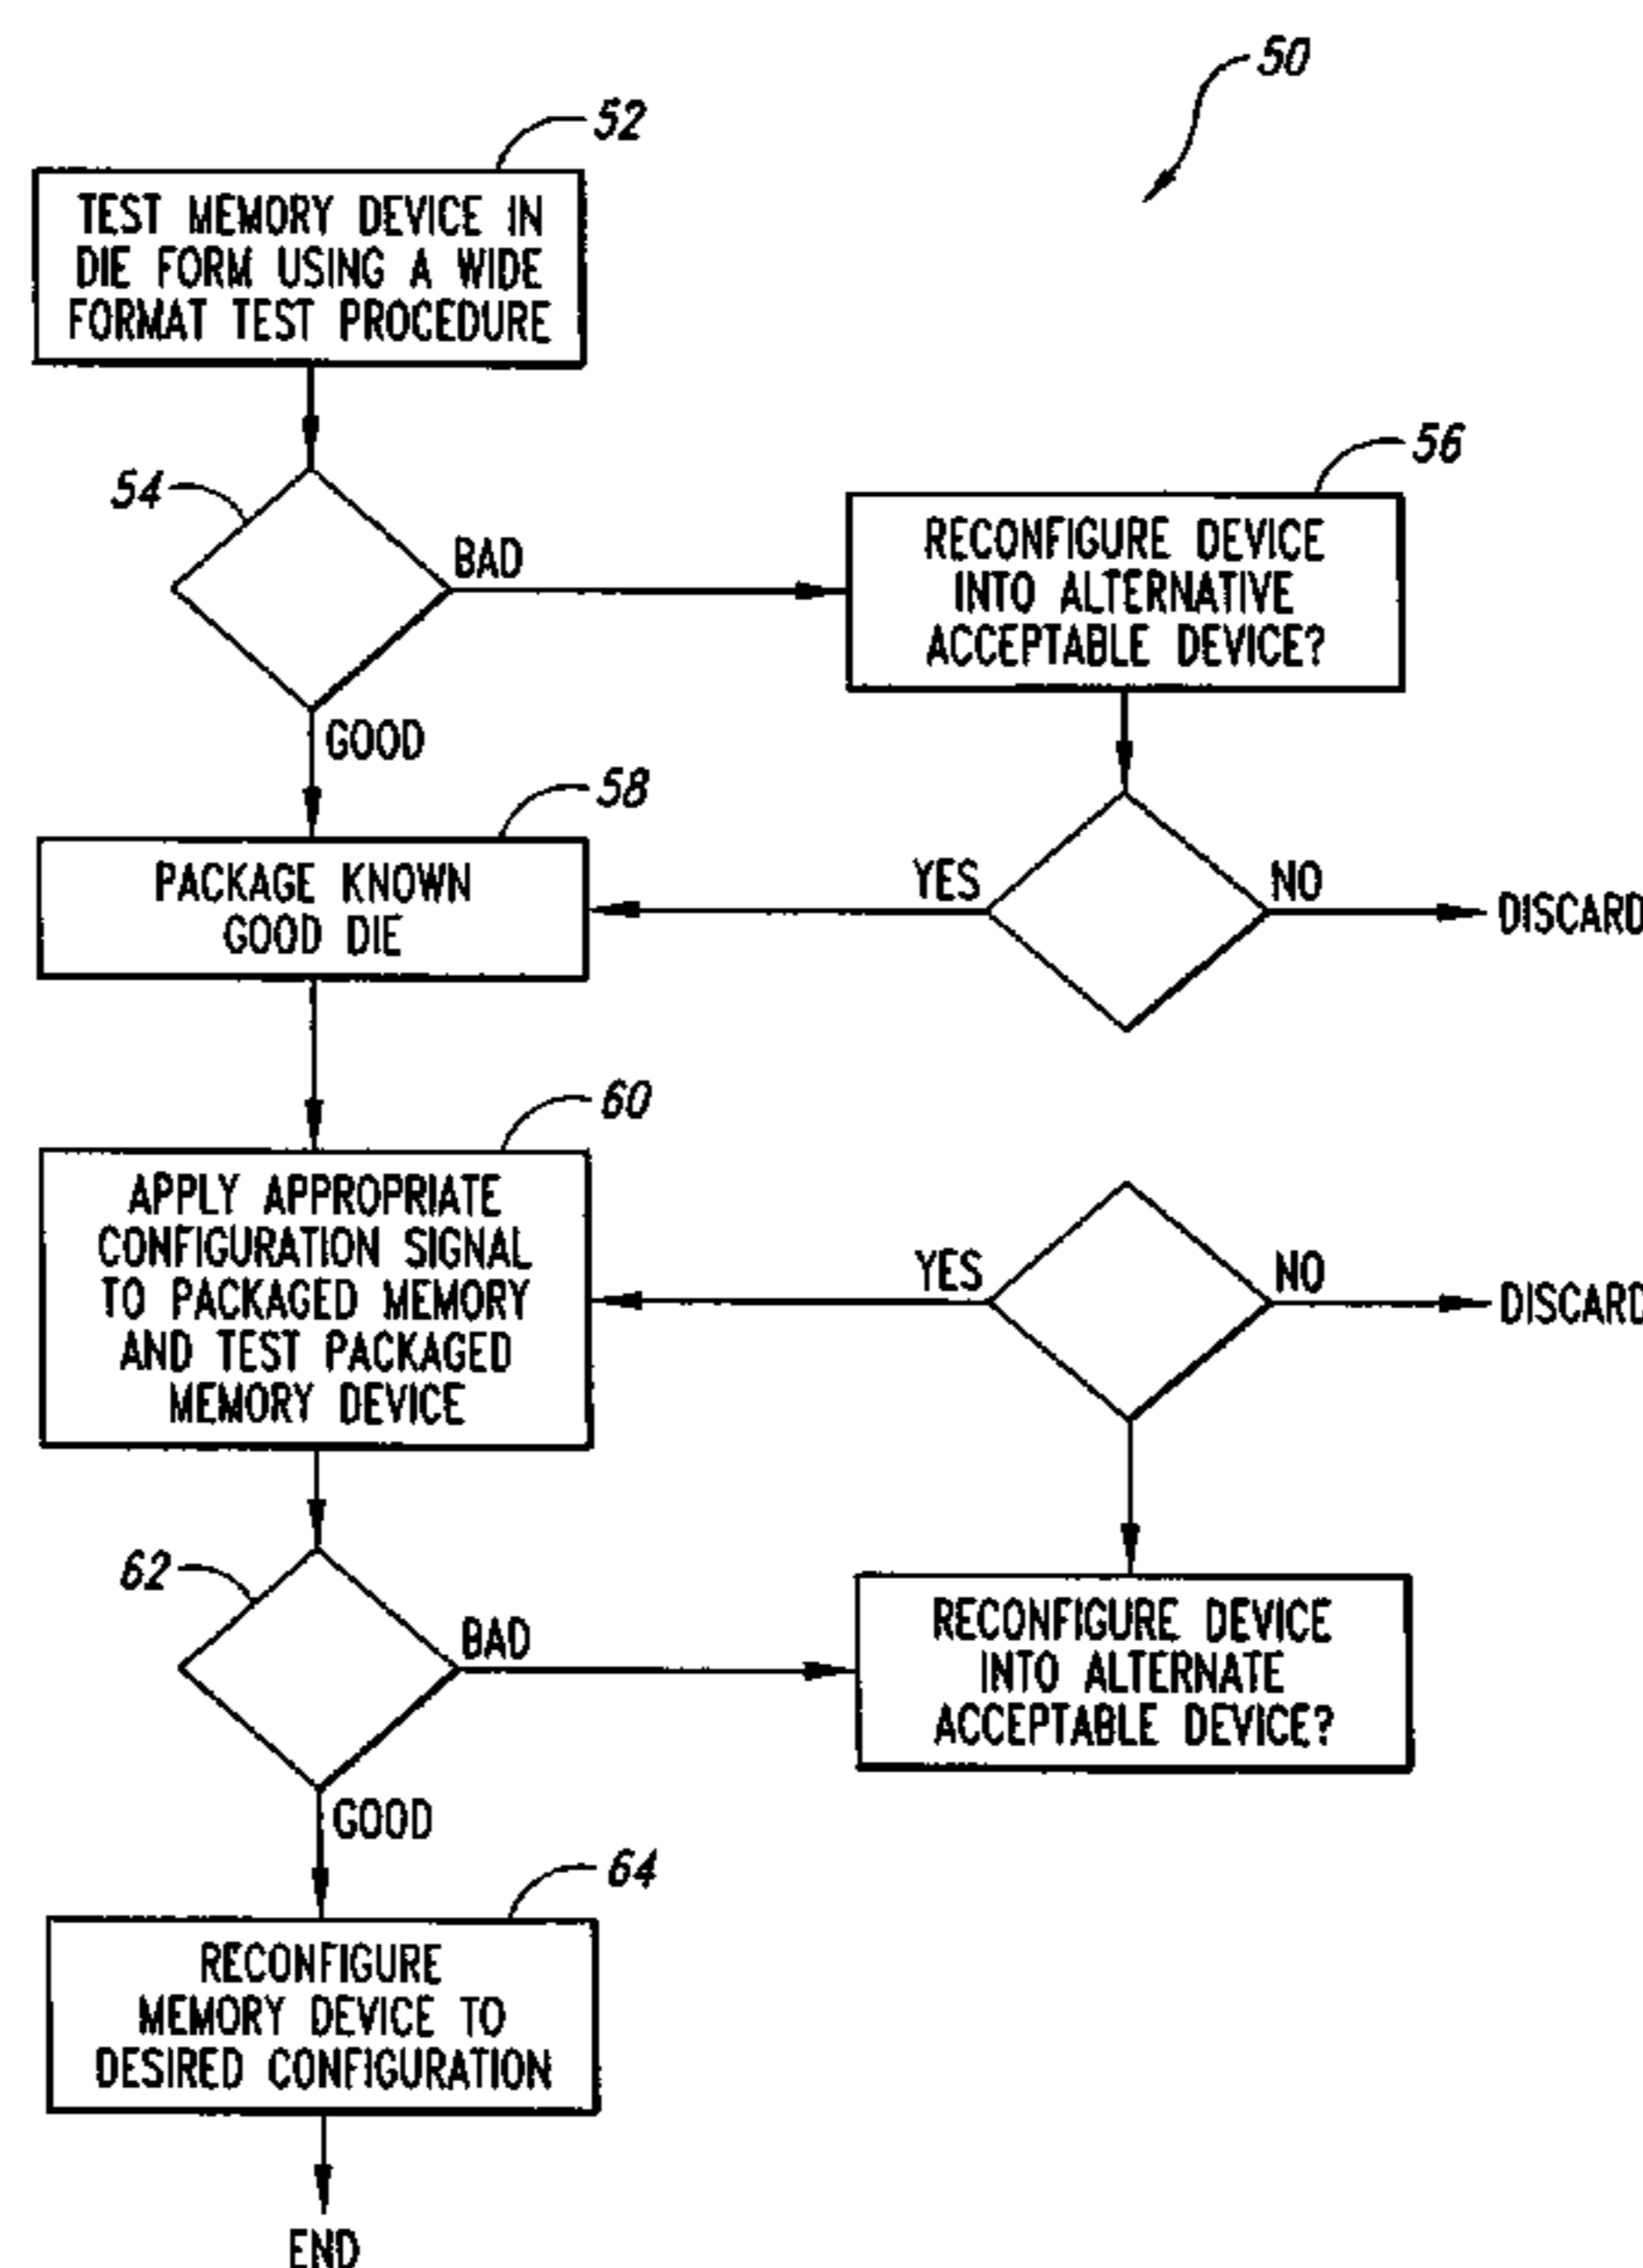 50
52
TEST MEMORY DEVICE IN
DIE FORM USING A WIDE
FORMAT TEST PROCEDURE
54
BAD
56
RECONFIGURE DEVICE
INTO ALTERNATIVE
ACCEPTABLE DEVICE?
GOOD
58
PACKAGE KNOWN
GOOD DIE
YES
NO
DISCARD
60
APPLY APPROPRIATE
CONFIGURATION SIGNAL
TO PACKAGED MEMORY
AND TEST PACKAGED
MEMORY DEVICE
YES
NO
DISCARD
62
BAD
RECONFIGURE DEVICE
INTO ALTERNATE
ACCEPTABLE DEVICE?
GOOD
64
RECONFIGURE
MEMORY DEVICE TO
DESIRED CONFIGURATION
END